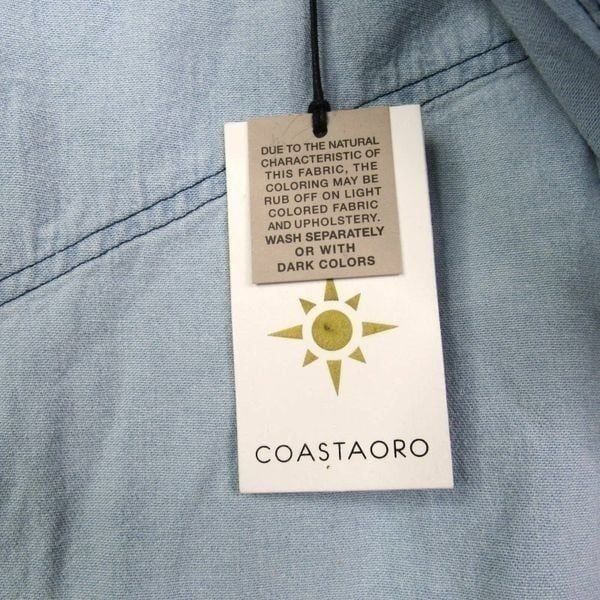 DUE TO THE NATURAL
CHARACTERISTIC OF
THIS FABRIC, THE
COLORING MAY BE
RUB OFF ON LIGHT
COLORED FABRIC
AND UPHOLSTERY.
WASH SEPARATELY
OR WITH
DARK COLORS
COASTAORO